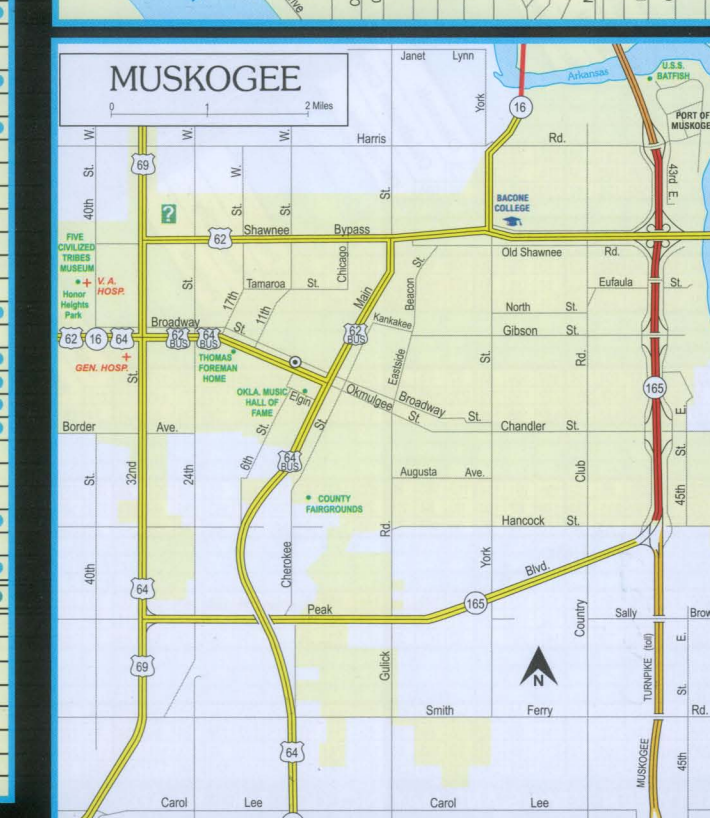 MUSKOGEE
0 1 2 Miles
Janet Lynn
York
16
Arkansas
U.S.S.
BATFISH
PORT OF
W.
W.
W.
Harris
Rd.
69
W.
St.
40th
St.
St.
St.
43rd E.
BACONE
COLLEGE
?
FIVE
CIVILIZED
TRIBES
MUSEUM
62
Shawnee Bypass
Old Shawnee Rd.
V. A.
HOSP.
Honor
Heights
Park
St.
17th
11th
Tamaroa St.
Chicago
Main
Beacon
St.
Eufaula St.
North St.
Kankakee
Gibson St.
62 16 64
Broadway
62
BUS
64
BUS
St.
62
BUS
GEN. HOSP.
THOMAS
FOREMAN
HOME
Eastside
St.
Rd.
165
St.
OKLA. MUSIC
HALL OF
FAME
Elgin
Okmulgee
St.
Broadway
St.
E.
Border Ave.
Chandler St.
6th
St.
St.
64
BUS
St.
32nd
24th
Augusta Ave.
Club
45th
St.
COUNTY
FAIRGROUNDS
Rd.
Hancock St.
40th
Cherokee
York
Blvd.
64
165
Peak
Country
Sally
69
Gulick
N
TURNPIKE (toll)
E.
St.
Smith Ferry
Rd.
64
MUSKOGEE
45th
Carol Lee
Carol Lee